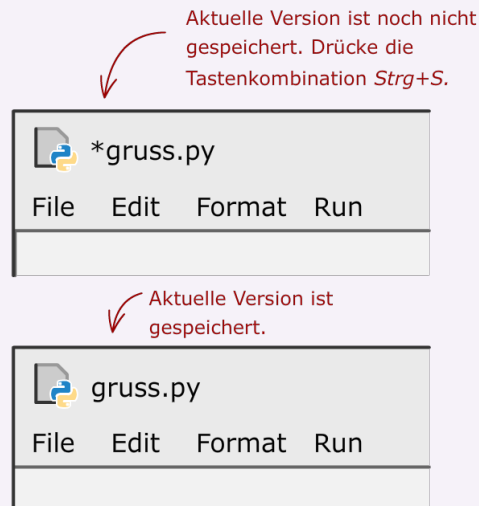 Aktuelle Version ist noch nicht
gespeichert. Drücke die
Tastenkombination Strg+S.
*gruss.py
File Edit Format Run
Aktuelle Version ist
gespeichert.
gruss.py
File Edit Format Run